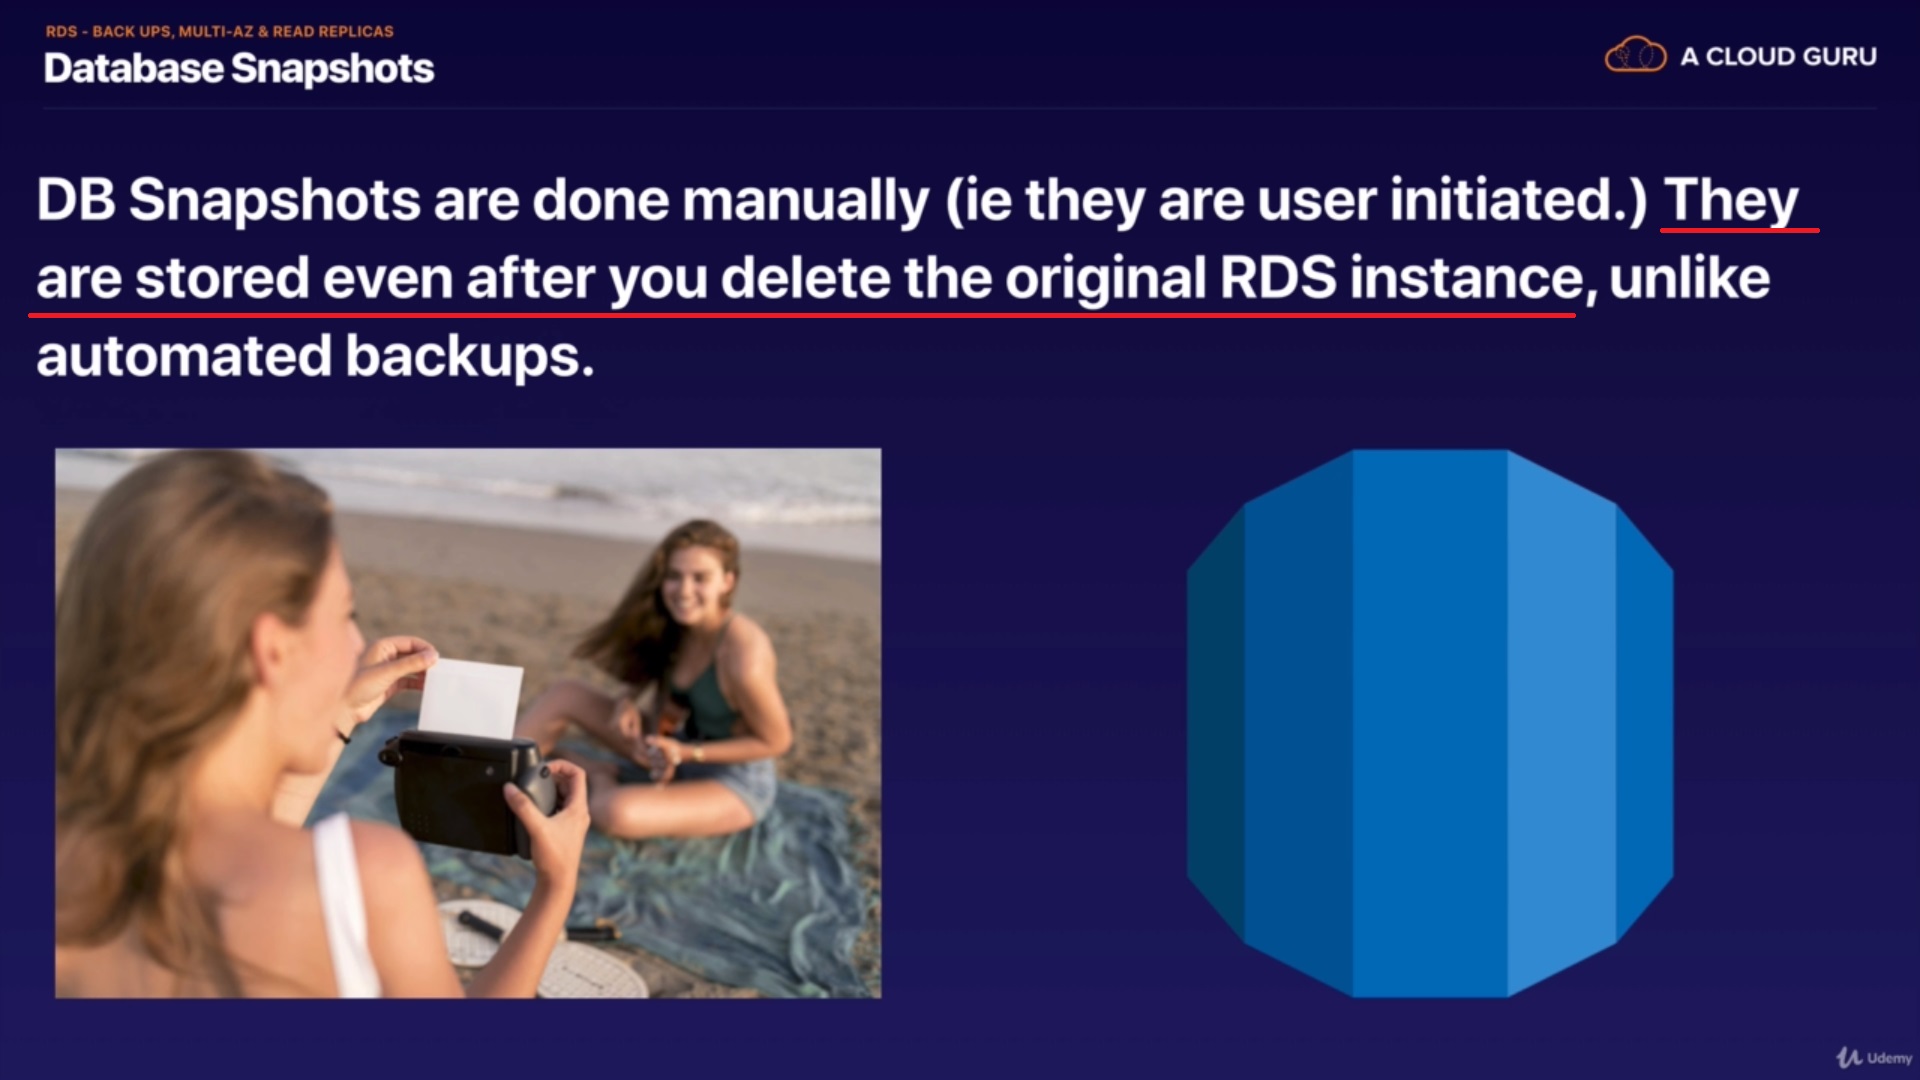 RDS - BACK UPS, MULTI-AZ & READ REPLICAS
Database Snapshots
A CLOUD GURU
DB Snapshots are done manually (ie they are user initiated.) They
are stored even after you delete the original RDS instance, unlike
automated backups.
Udemy